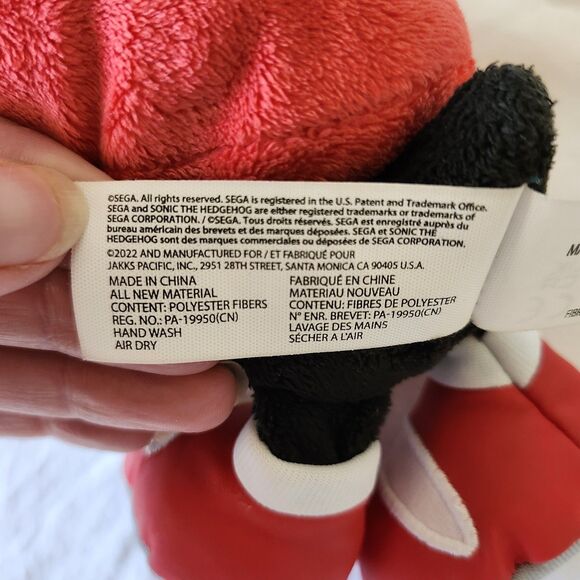 ©SEGA. All rights reserved. SEGA is registered in the U.S. Patent and Trademark Office.
SEGA and SONIC THE HEDGEHOG are either registered trademarks or trademarks of
SEGA CORPORATION. / ©SEGA. Tous droits réservés. SEGA est enregistré auprès du
bureau américain des brevets et des marques déposées. SEGA et SONIC THE
HEDGEHOG sont des marques commerciales ou déposées de SEGA CORPORATION.
©2022 AND MANUFACTURED FOR / ET FABRIQUÉ POUR
JAKKS PACIFIC, INC., 2951 28TH STREET, SANTA MONICA CA 90405 U.S.A.
MADE IN CHINA
ALL NEW MATERIAL
CONTENT: POLYESTER FIBERS
REG. NO.: PA-19950(CN)
HAND WASH
AIR DRY
FABRIQUÉ EN CHINE
MATERIAU NOUVEAU
CONTENU: FIBRES DE POLYESTER
N° ENR. BREVET: PA-19950(CN)
LAVAGE DES MAINS
SÉCHER A L'AIR
MA
FIBR